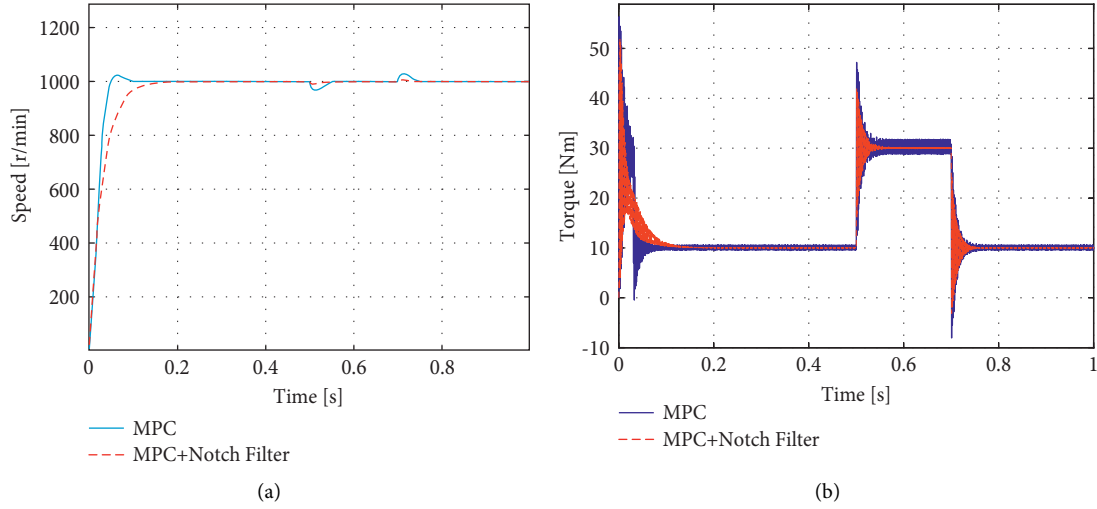 1200
1000
800
600
400
200
Speed [r/min]
0
0.2
0.4
0.6
0.8
Time [s]
MPC
MPC+Notch Filter
(a)
50
40
30
20
10
0
-10
Torque [Nm]
0
0.2
0.4
0.6
0.8
1
Time [s]
MPC
MPC+Notch Filter
(b)